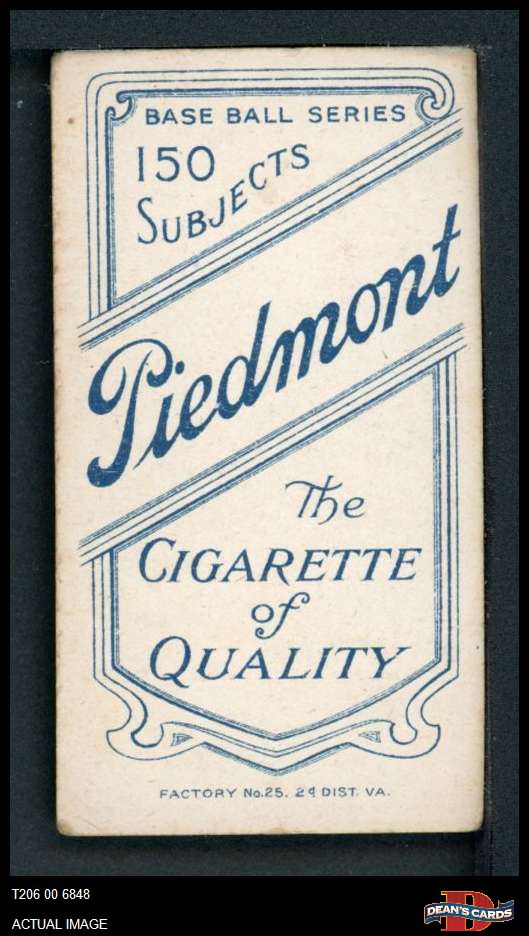 BASE BALL SERIES
150
SUBJECTS
Piedmont
The
CIGARETTE
of
QUALITY
FACTORY No.25. 2d DIST. VA.
T206 00 6848
ACTUAL IMAGE
D
DEAN'S CARDS